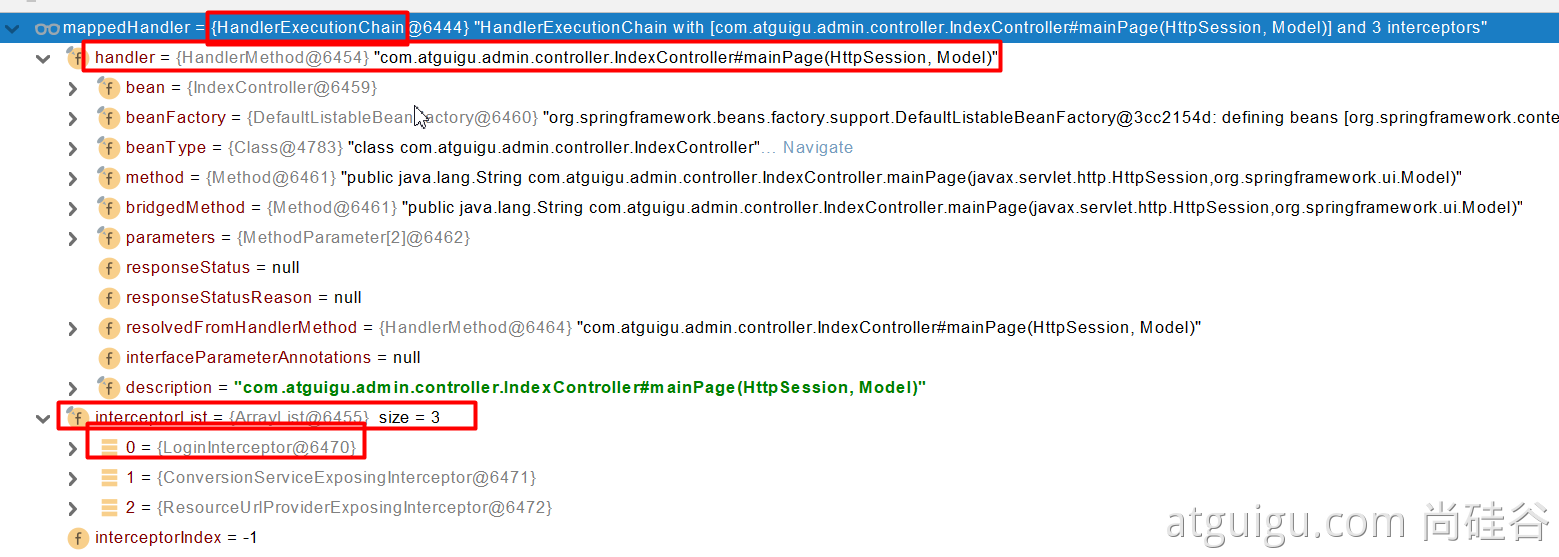 mappedHandler = {HandlerExecutionChain@6444} "HandlerExecutionChain with [com.atguigu.admin.controller.IndexController#mainPage(HttpSession, Model)] and 3 interceptors"
handler = {HandlerMethod@6454} "com.atguigu.admin.controller.IndexController#mainPage(HttpSession, Model)"
bean = {IndexController@6459}
beanFactory = {DefaultListableBeanFactory@6460} "org.springframework.beans.factory.support.DefaultListableBeanFactory@3cc2154d: defining beans [org.springframework.conte
beanType = {Class@4783} "class com.atguigu.admin.controller.IndexController"... Navigate
method = {Method@6461} "public java.lang.String com.atguigu.admin.controller.IndexController.mainPage(javax.servlet.http.HttpSession,org.springframework.ui.Model)"
bridgedMethod = {Method@6461} "public java.lang.String com.atguigu.admin.controller.IndexController.mainPage(javax.servlet.http.HttpSession,org.springframework.ui.Model)"
parameters = {MethodParameter[2]@6462}
responseStatus = null
responseStatusReason = null
resolvedFromHandlerMethod = {HandlerMethod@6464} "com.atguigu.admin.controller.IndexController#mainPage(HttpSession, Model)"
interfaceParameterAnnotations = null
description = "com.atguigu.admin.controller.IndexController#mainPage(HttpSession, Model)"
interceptorList = {ArrayList@6455} size = 3
0 = {LoginInterceptor@6470}
1 = {ConversionServiceExposingInterceptor@6471}
2 = {ResourceUrlProviderExposingInterceptor@6472}
interceptorIndex = -1
atguigu.com 尚硅谷